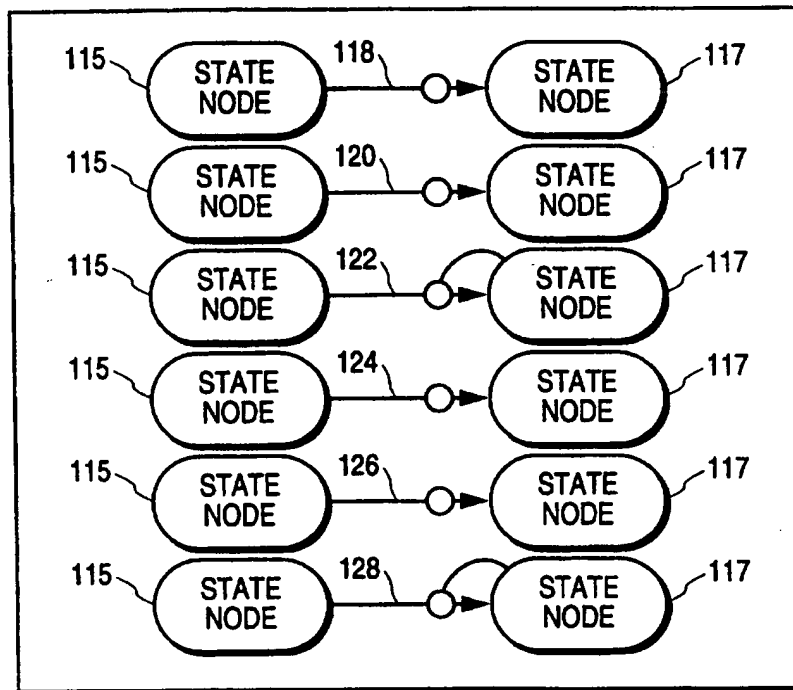 115 STATE NODE 118 STATE NODE 117
115 STATE NODE 120 STATE NODE 117
115 STATE NODE 122 STATE NODE 117
115 STATE NODE 124 STATE NODE 117
115 STATE NODE 126 STATE NODE 117
115 STATE NODE 128 STATE NODE 117